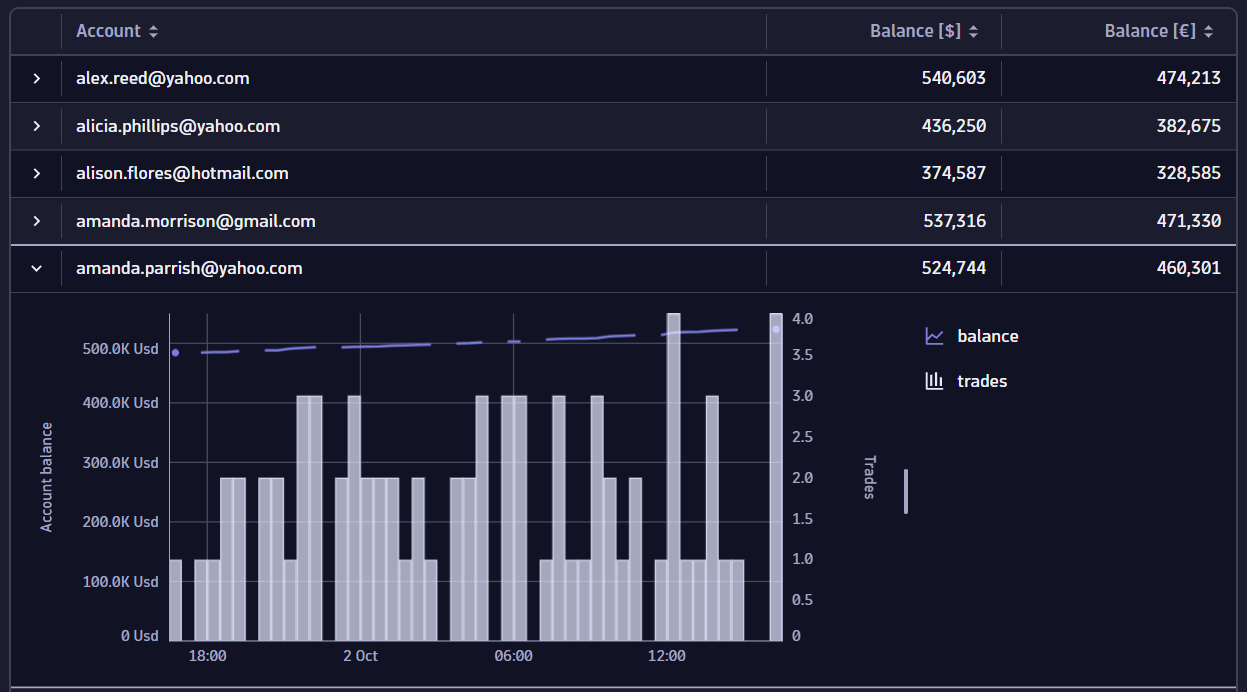 Account Balance [$] Balance [€]
alex.reed@yahoo.com 540,603 474,213
alicia.phillips@yahoo.com 436,250 382,675
alison.flores@hotmail.com 374,587 328,585
amanda.morrison@gmail.com 537,316 471,330
amanda.parrish@yahoo.com 524,744 460,301
Account balance
500.0K Usd
400.0K Usd
300.0K Usd
200.0K Usd
100.0K Usd
0 Usd
18:00 2 Oct 06:00 12:00
4.0
3.5
3.0
2.5
2.0
1.5
1.0
0.5
0
Trades
balance
trades